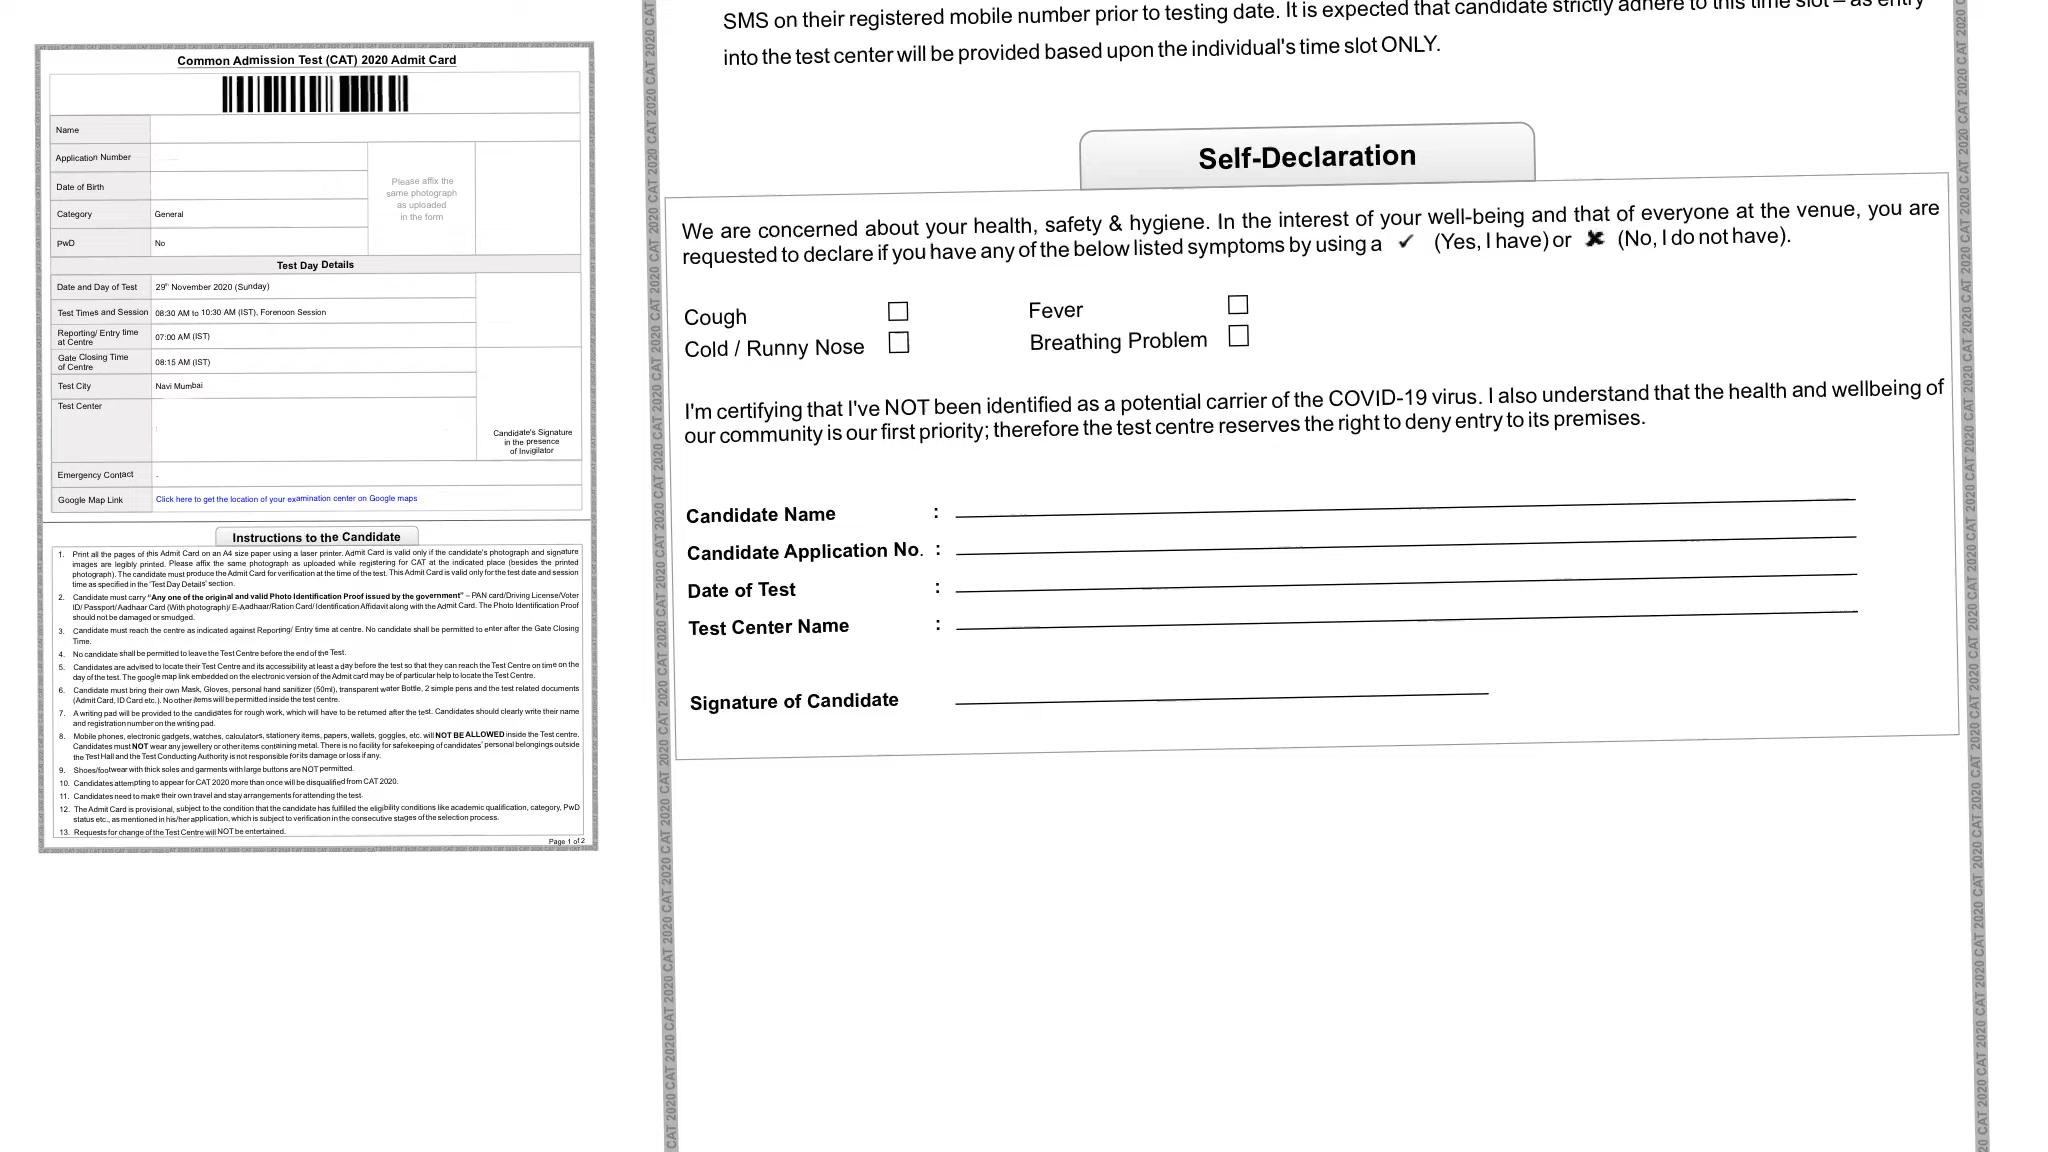 Common Admission Test (CAT) 2020 Admit Card
Name
Application Number
Date of Birth
Category General
PwD No
Please affix the
same photograph
as uploaded
in the form
Test Day Details
Date and Day of Test 29th November 2020 (Sunday)
Test Times and Session 08:30 AM to 10:30 AM (IST), Forenoon Session
Reporting/ Entry time
at Centre
07:00 AM (IST)
Gate Closing Time
of Centre
08:15 AM (IST)
Test City Navi Mumbai
Test Center
Candidate's Signature
in the presence
of Invigilator
Emergency Contact -
Google Map Link Click here to get the location of your examination center on Google maps
Instructions to the Candidate
1. Print all the pages of this Admit Card on an A4 size paper using a laser printer. Admit Card is valid only if the candidate's photograph and signature
images are legibly printed. Please affix the same photograph as uploaded while registering for CAT at the indicated place (besides the printed
photograph). The candidate must produce the Admit Card for verification at the time of the test. This Admit Card is valid only for the test date and session
time as specified in the 'Test Day Details' section.
2. Candidate must carry "Any one of the original and valid Photo Identification Proof issued by the government" – PAN card/Driving License/Voter
ID/ Passport/Aadhaar Card (With photograph)/ E-Aadhaar/Ration Card/ Identification Affidavit along with the Admit Card. The Photo Identification Proof
should not be damaged or smudged.
3. Candidate must reach the centre as indicated against Reporting/ Entry time at centre. No candidate shall be permitted to enter after the Gate Closing
Time.
4. No candidate shall be permitted to leave the Test Centre before the end of the Test.
5. Candidates are advised to locate their Test Centre and its accessibility at least a day before the test so that they can reach the Test Centre on time on the
day of the test. The google map link embedded on the electronic version of the Admit card may be of particular help to locate the Test Centre.
6. Candidate must bring their own Mask, Gloves, personal hand sanitizer (50ml), transparent water Bottle, 2 simple pens and the test related documents
(Admit Card, ID Card etc.). No other items will be permitted inside the test centre.
7. A writing pad will be provided to the candidates for rough work, which will have to be returned after the test. Candidates should clearly write their name
and registration number on the writing pad.
8. Mobile phones, electronic gadgets, watches, calculators, stationery items, papers, wallets, goggles, etc. will NOT BE ALLOWED inside the Test centre.
Candidates must NOT wear any jewellery or other items containing metal. There is no facility for safekeeping of candidates' personal belongings outside
the Test Hall and the Test Conducting Authority is not responsible for its damage or loss if any.
9. Shoes/footwear with thick soles and garments with large buttons are NOT permitted.
10. Candidates attempting to appear for CAT 2020 more than once will be disqualified from CAT 2020.
11. Candidates need to make their own travel and stay arrangements for attending the test.
12. The Admit Card is provisional, subject to the condition that the candidate has fulfilled the eligibility conditions like academic qualification, category, PwD
status etc., as mentioned in his/her application, which is subject to verification in the consecutive stages of the selection process.
13. Requests for change of the Test Centre will NOT be entertained.
Page 1 of 2
SMS on their registered mobile number prior to testing date. It is expected that candidate strictly adhere to this time slot – as entry
into the test center will be provided based upon the individual's time slot ONLY.
Self-Declaration
We are concerned about your health, safety & hygiene. In the interest of your well-being and that of everyone at the venue, you are
requested to declare if you have any of the below listed symptoms by using a ✓ (Yes, I have) or ✖ (No, I do not have).
Cough ☐ Fever ☐
Cold / Runny Nose ☐ Breathing Problem ☐
I'm certifying that I've NOT been identified as a potential carrier of the COVID-19 virus. I also understand that the health and wellbeing of
our community is our first priority; therefore the test centre reserves the right to deny entry to its premises.
Candidate Name :
Candidate Application No. :
Date of Test :
Test Center Name :
Signature of Candidate